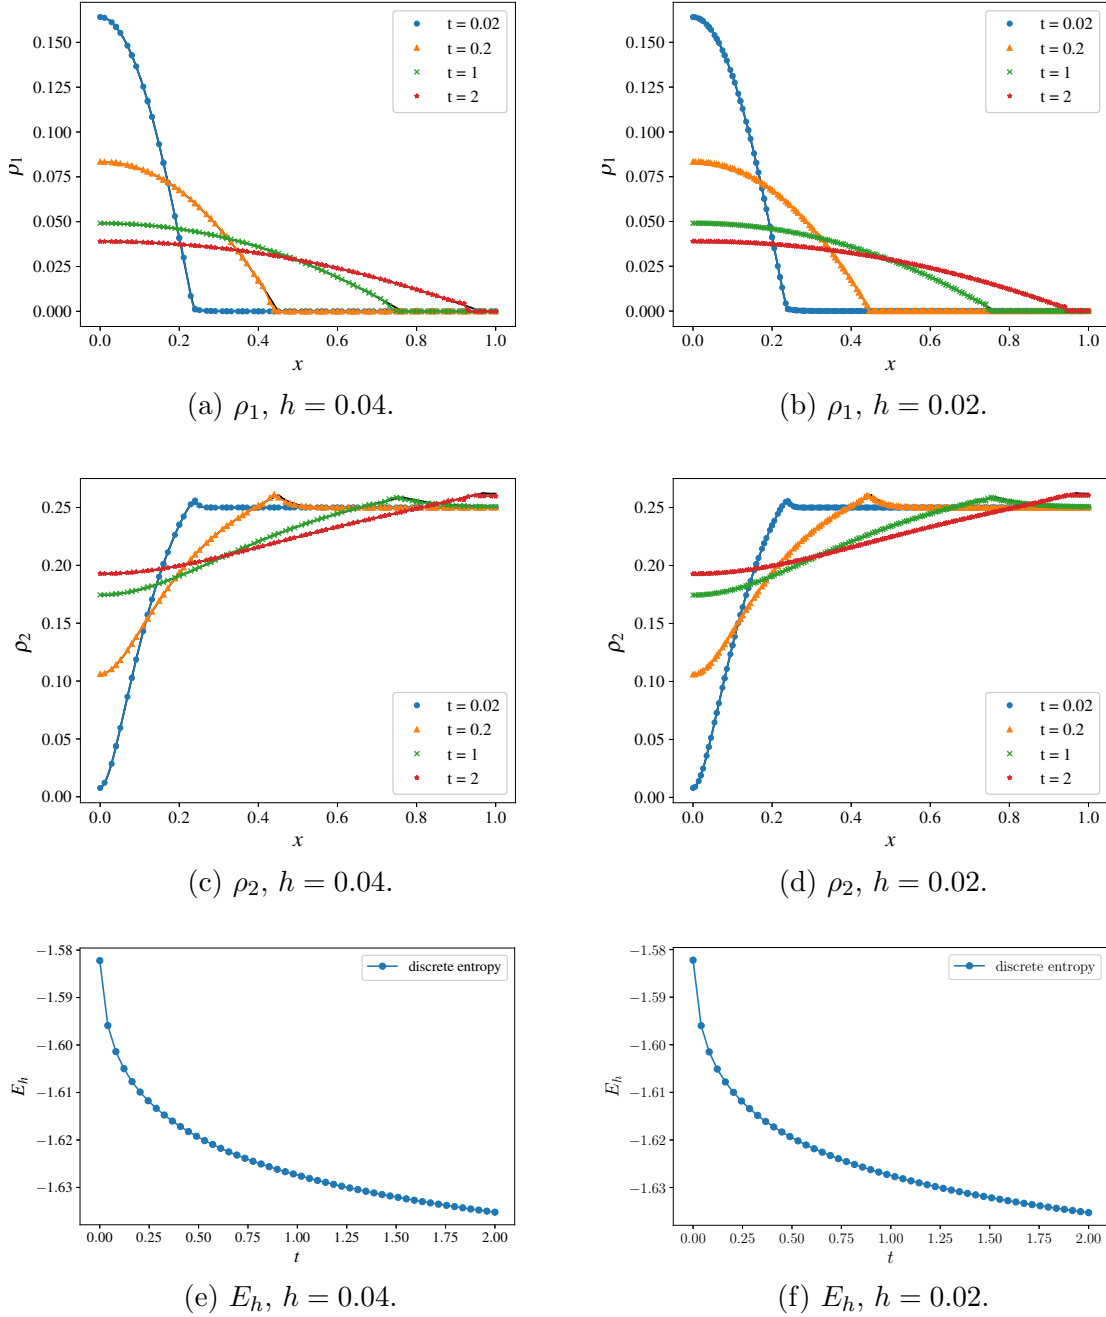 0.150
0.125
0.100
0.075
0.050
0.025
0.000
ρ₁
t = 0.02
t = 0.2
t = 1
t = 2
0.0 0.2 0.4 0.6 0.8 1.0
x
(a) ρ₁, h = 0.04.
0.150
0.125
0.100
0.075
0.050
0.025
0.000
ρ₁
t = 0.02
t = 0.2
t = 1
t = 2
0.0 0.2 0.4 0.6 0.8 1.0
x
(b) ρ₁, h = 0.02.
0.25
0.20
0.15
0.10
0.05
0.00
ρ₂
t = 0.02
t = 0.2
t = 1
t = 2
0.0 0.2 0.4 0.6 0.8 1.0
x
(c) ρ₂, h = 0.04.
0.25
0.20
0.15
0.10
0.05
0.00
ρ₂
t = 0.02
t = 0.2
t = 1
t = 2
0.0 0.2 0.4 0.6 0.8 1.0
x
(d) ρ₂, h = 0.02.
−1.58
−1.59
−1.60
−1.61
−1.62
−1.63
E_h
discrete entropy
0.00 0.25 0.50 0.75 1.00 1.25 1.50 1.75 2.00
t
(e) E_h, h = 0.04.
−1.58
−1.59
−1.60
−1.61
−1.62
−1.63
E_h
discrete entropy
0.00 0.25 0.50 0.75 1.00 1.25 1.50 1.75 2.00
t
(f) E_h, h = 0.02.